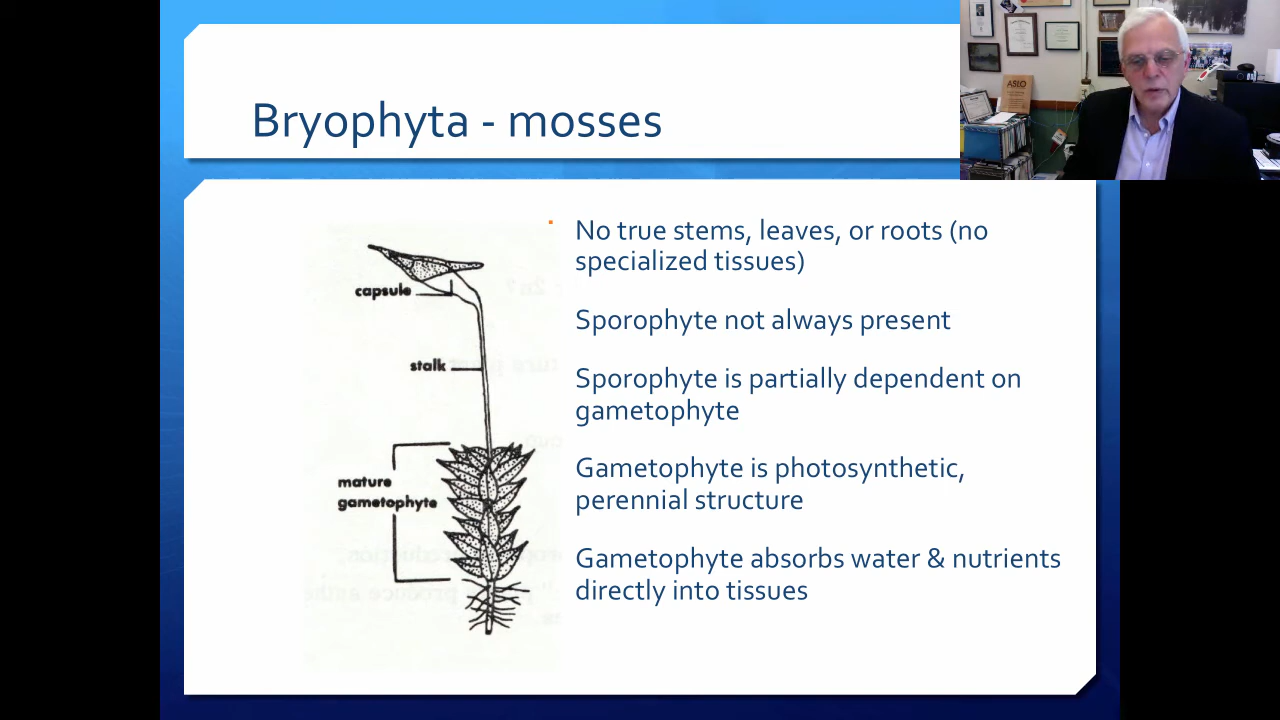 Bryophyta - mosses
ASLO
No true stems, leaves, or roots (no
specialized tissues)
capsule
Sporophyte not always present
stalk
Sporophyte is partially dependent on
gametophyte
Gametophyte is photosynthetic,
perennial structure
mature
gametophyte
Gametophyte absorbs water & nutrients
directly into tissues